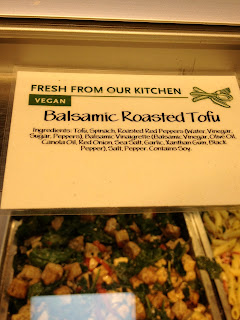 FRESH FROM OUR KITCHEN
VEGAN
Balsamic Roasted Tofu
Ingredients: Tofu, Spinach, Roasted Red Peppers (Water, Vinegar,
Sugar, Peppers), Balsamic Vinaigrette (Balsamic Vinegar, Olive Oil,
Canola Oil, Red Onion, Sea Salt, Garlic, Xanthan Gum, Black
Pepper), Salt, Pepper. Contains Soy.